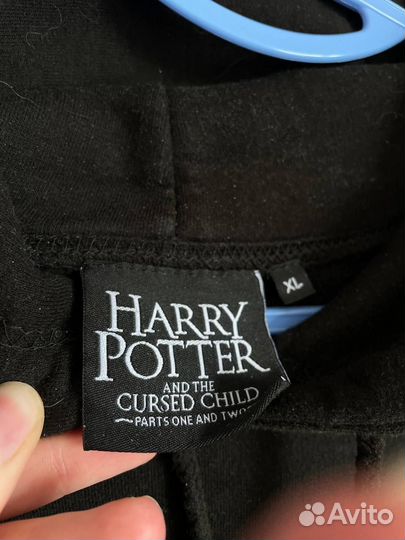 XL
HARRY
POTTER
AND THE
CURSED CHILD
~PARTS ONE AND TWO
Avito